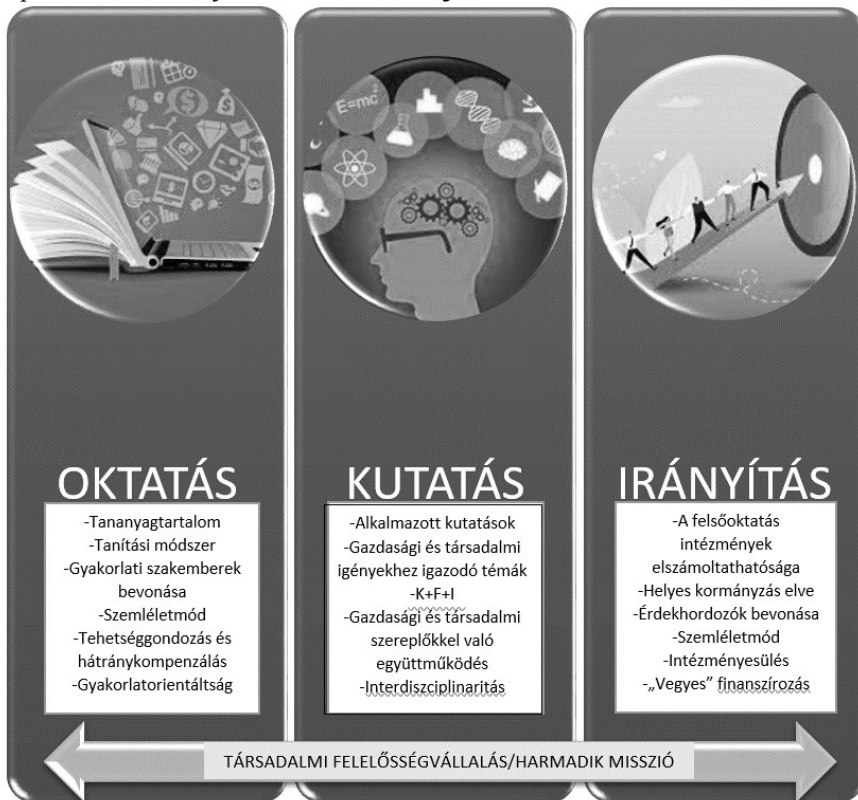 E=mc²
OKTATÁS
-Tananyagtartalom
-Tanítási módszer
-Gyakorlati szakemberek
bevonása
-Szemléletmód
-Tehetséggondozás és
hátránykompenzálás
-Gyakorlatorientáltság
KUTATÁS
-Alkalmazott kutatások
-Gazdasági és társadalmi
igényekhez igazodó témák
-K+F+I
-Gazdasági és társadalmi
szereplőkkel való
együttműködés
-Interdiszciplinaritás
IRÁNYÍTÁS
-A felsőoktatás
intézmények
elszámoltathatósága
-Helyes kormányzás elve
-Érdekhordozók bevonása
-Szemléletmód
-Intézményesülés
-„Vegyes” finanszírozás
TÁRSADALMI FELELŐSSÉGVÁLLALÁS/HARMADIK MISSZIÓ